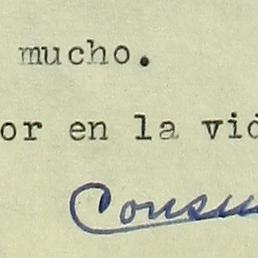 mucho.
or en la vid
Consu